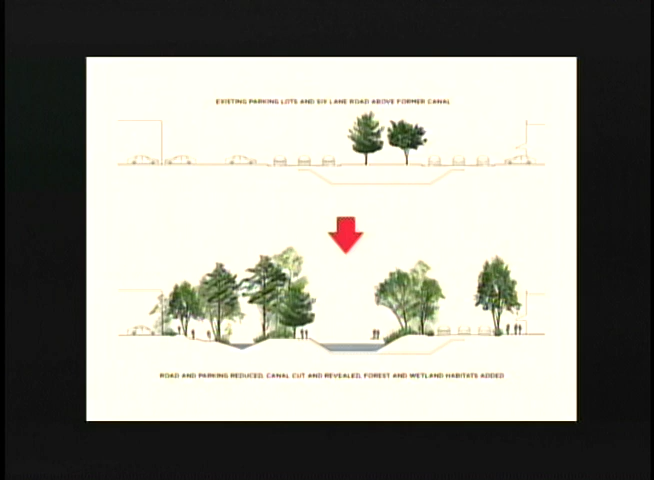 EXISTING PARKING LOTS AND SIX LANE ROAD ABOVE FORMER CANAL
ROAD AND PARKING REDUCED, CANAL CUT AND REVEALED, FOREST AND WETLAND HABITATS ADDED